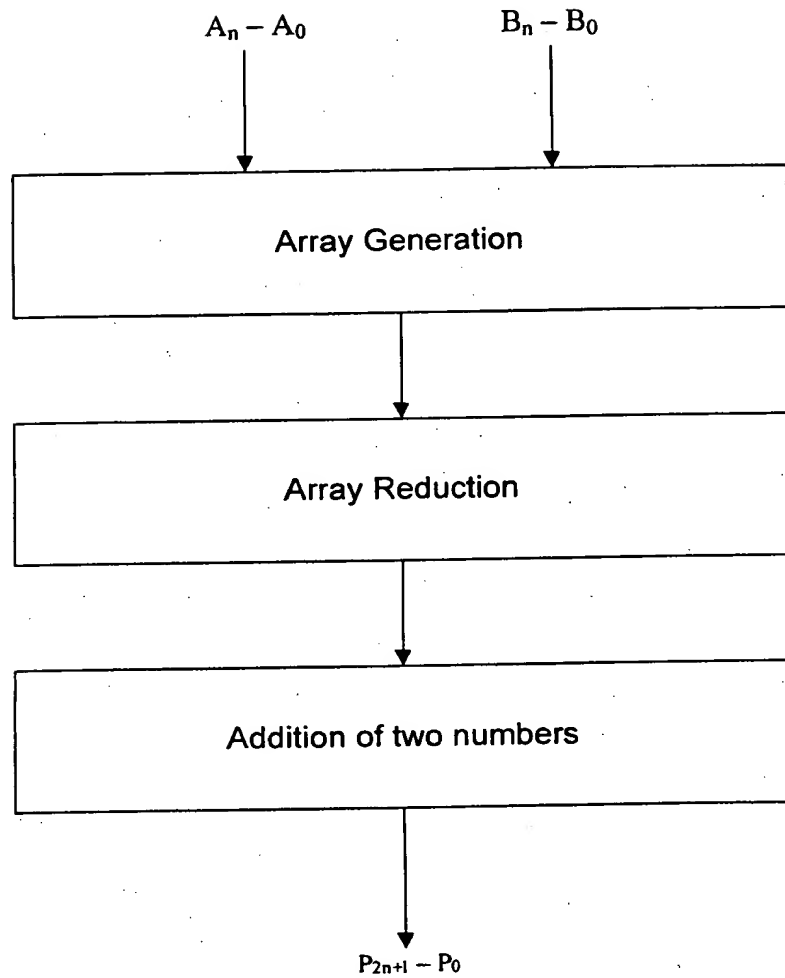 Aₙ – A₀ Bₙ – B₀
Array Generation
Array Reduction
Addition of two numbers
P₂ₙ₊₁ – P₀